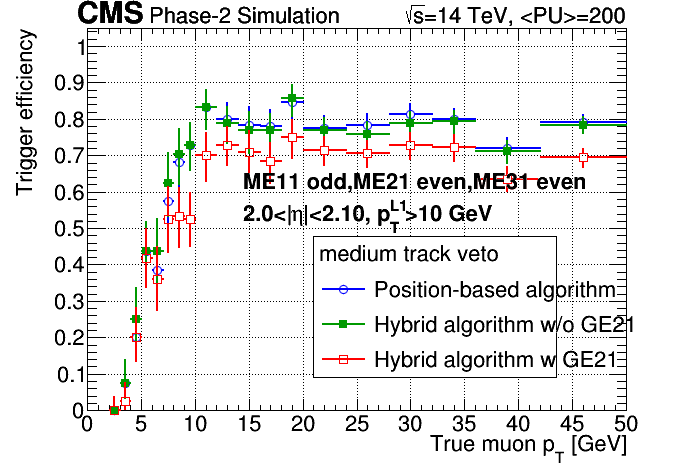 CMS Phase-2 Simulation √s=14 TeV, <PU>=200
Trigger efficiency
1
0.9
0.8
0.7
0.6
0.5
0.4
0.3
0.2
0.1
0
ME11 odd,ME21 even,ME31 even
2.0<|η|<2.10, p_T^L1>10 GeV
medium track veto
Position-based algorithm
Hybrid algorithm w/o GE21
Hybrid algorithm w GE21
0 5 10 15 20 25 30 35 40 45 50
True muon p_T [GeV]